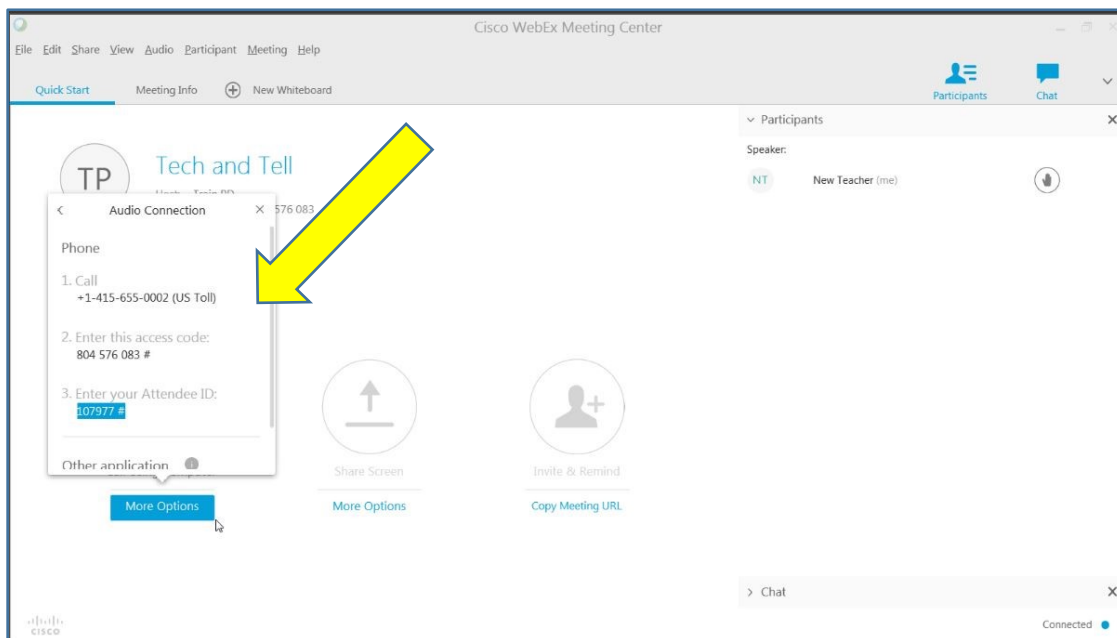 Cisco WebEx Meeting Center
File Edit Share View Audio Participant Meeting Help
Quick Start Meeting Info New Whiteboard
Participants Chat
Participants
Speaker:
NT New Teacher (me)
TP
Tech and Tell
576 083
Audio Connection
Phone
1. Call
+1-415-655-0002 (US Toll)
2. Enter this access code:
804 576 083 #
3. Enter your Attendee ID:
107977 #
Other application
Share Screen
Invite & Remind
More Options
More Options
Copy Meeting URL
Chat
cisco
Connected